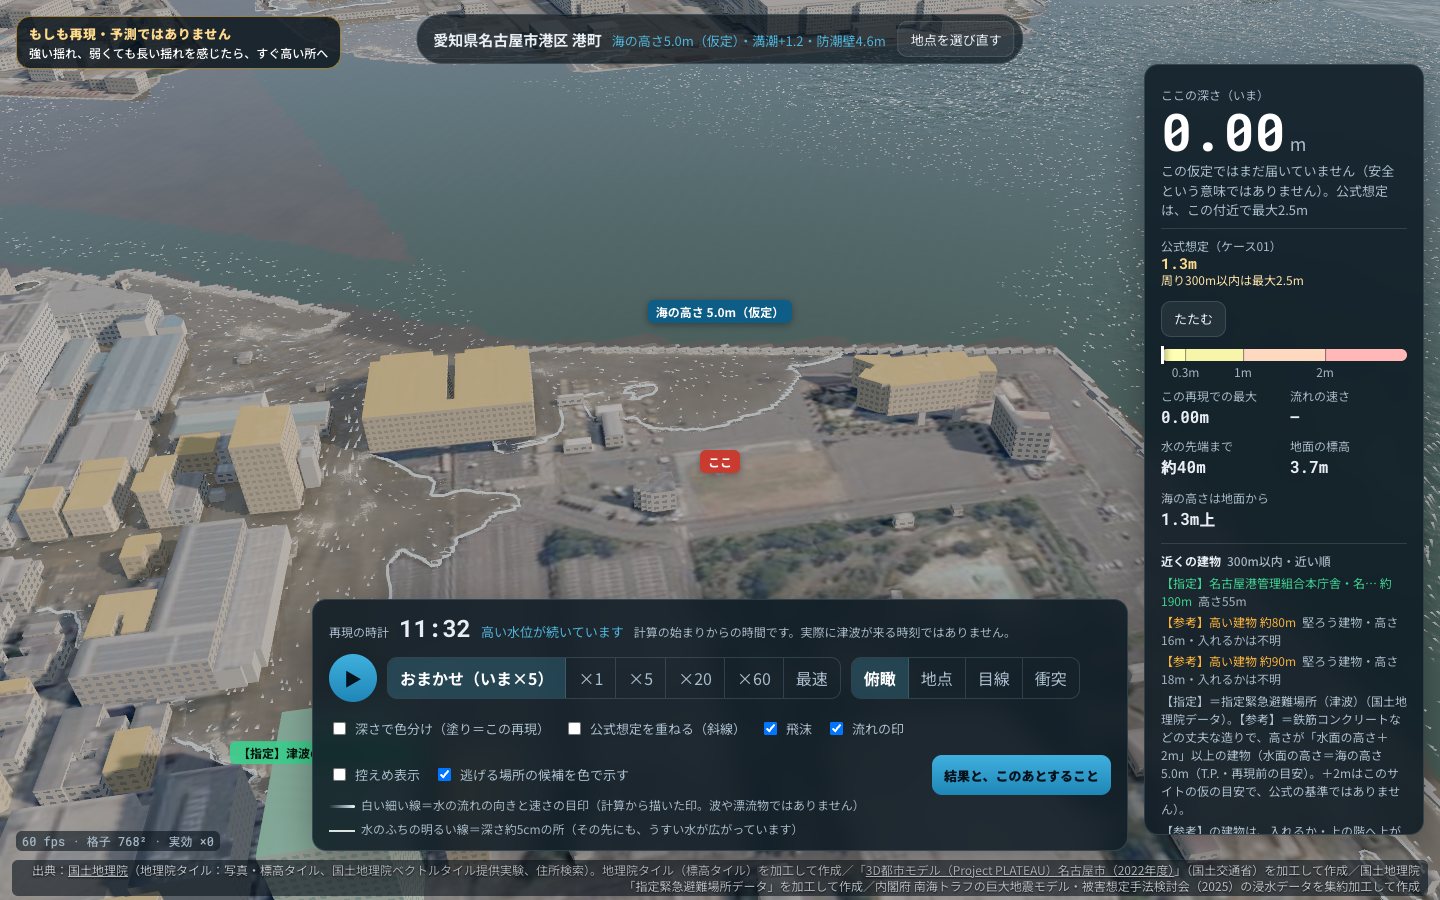 もしも再現・予測ではありません
強い揺れ、弱くても長い揺れを感じたら、すぐ高い所へ
愛知県名古屋市港区 港町 海の高さ5.0m（仮定）・満潮+1.2・防潮壁4.6m 地点を選び直す
ここの深さ（いま）
0.00 m
この仮定ではまだ届いていません（安全
という意味ではありません）。公式想定
は、この付近で最大2.5m
公式想定（ケース01）
1.3m
周り300m以内は最大2.5m
たたむ
0.3m 1m 2m
この再現での最大 流れの速さ
0.00m –
水の先端まで 地面の標高
約40m 3.7m
海の高さは地面から
1.3m上
近くの建物 300m以内・近い順
【指定】名古屋港管理組合本庁舎・名… 約
190m 高さ55m
【参考】高い建物 約80m 堅ろう建物・高さ
16m・入れるかは不明
【参考】高い建物 約90m 堅ろう建物・高さ
18m・入れるかは不明
【指定】＝指定緊急避難場所（津波）（国土地
理院データ）。【参考】＝鉄筋コンクリートな
どの丈夫な造りで、高さが「水面の高さ＋
2m」以上の建物（水面の高さ＝海の高さ
5.0m（T.P.・再現前の目安）。＋2mはこのサ
イトの仮の目安で、公式の基準ではありませ
ん）。
【参考】の建物は、入れるか・上の階へ上が
海の高さ 5.0m（仮定）
ここ
【指定】津波
再現の時計 11:32 高い水位が続いています 計算の始まりからの時間です。実際に津波が来る時刻ではありません。
おまかせ（いま×5） ×1 ×5 ×20 ×60 最速 俯瞰 地点 目線 衝突
深さで色分け（塗り＝この再現） 公式想定を重ねる（斜線） 飛沫 流れの印
控えめ表示 逃げる場所の候補を色で示す 結果と、このあとすること
白い細い線＝水の流れの向きと速さの目印（計算から描いた印。波や漂流物ではありません）
水のふちの明るい線＝深さ約5cmの所（その先にも、うすい水が広がっています）
60 fps · 格子 768² · 実効 ×0
出典：国土地理院（地理院タイル：写真・標高タイル、国土地理院ベクトルタイル提供実験、住所検索）。地理院タイル（標高タイル）を加工して作成／「3D都市モデル（Project PLATEAU）名古屋市（2022年度）」（国土交通省）を加工して作成／国土地理院
「指定緊急避難場所データ」を加工して作成／内閣府 南海トラフの巨大地震モデル・被害想定手法検討会（2025）の浸水データを集約加工して作成